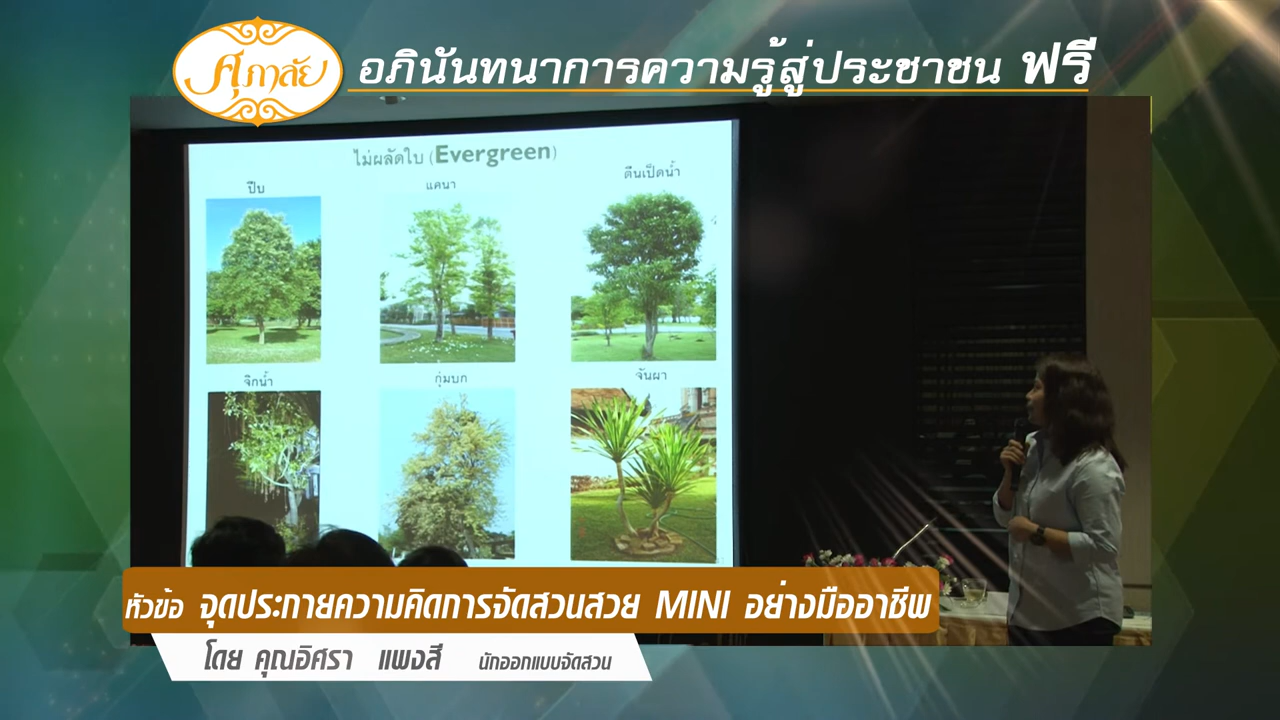 ศุภาลัย
อภินันทนาการความรู้สู่ประชาชน ฟรี
ไม่ผลัดใบ (Evergreen)
ปีบ แคนา ตีนเป็ดน้ำ
จิกน้ำ กุ่มบก จันผา
หัวข้อ จุดประกายความคิดการจัดสวนสวย MINI อย่างมืออาชีพ
โดย คุณอิศรา แพงสี นักออกแบบจัดสวน